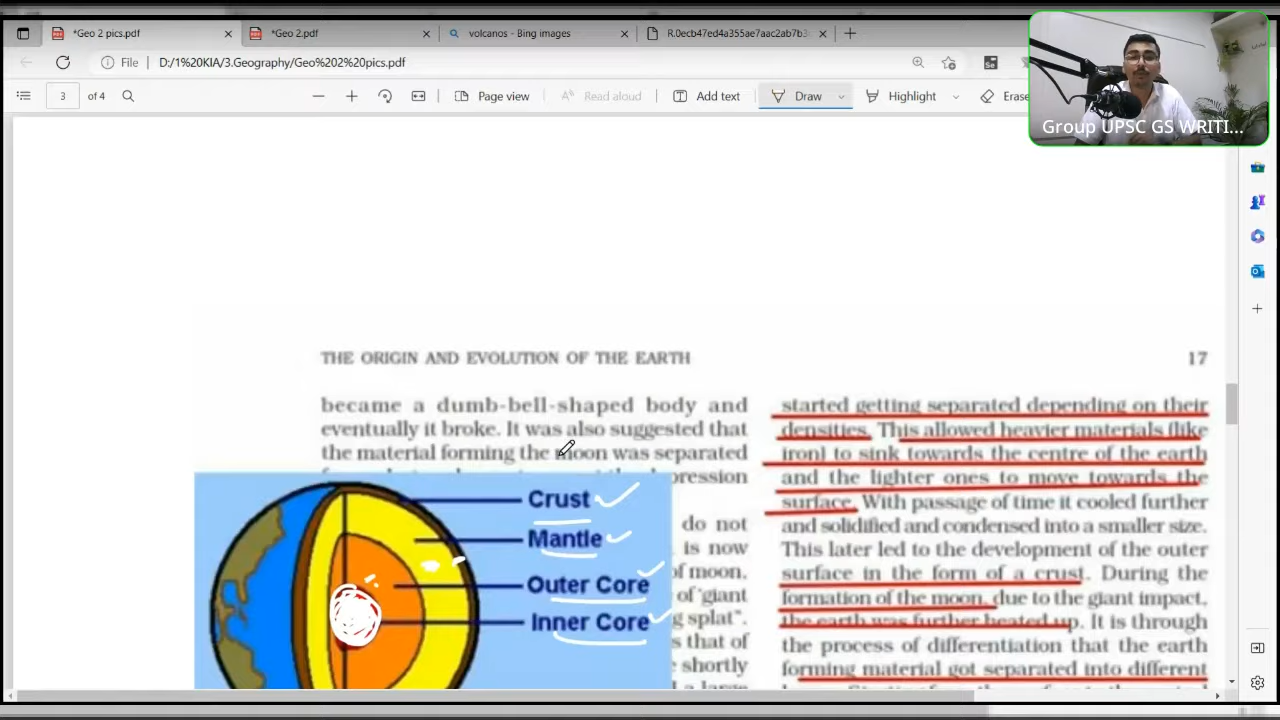 *Geo 2 pics.pdf
*Geo 2.pdf
volcanos - Bing images
R.0ecb47ed4a355ae7aac2ab7b3
File
D:/1%20KIA/3.Geography/Geo%202%20pics.pdf
3
of 4
Page view
Read aloud
Add text
Draw
Highlight
Erase
Group UPSC GS WRITI...
THE ORIGIN AND EVOLUTION OF THE EARTH
17
became a dumb-bell-shaped body and
eventually it broke. It was also suggested that
the material forming the moon was separated
pression
do not
is now
of moon,
of "giant
g splat".
s that of
shortly
Crust
Mantle
Outer Core
Inner Core
started getting separated depending on their
densities. This allowed heavier materials (like
iron) to sink towards the centre of the earth
and the lighter ones to move towards the
surface. With passage of time it cooled further
and solidified and condensed into a smaller size.
This later led to the development of the outer
surface in the form of a crust. During the
formation of the moon, due to the giant impact,
the earth was further heated up. It is through
the process of differentiation that the earth
forming material got separated into different